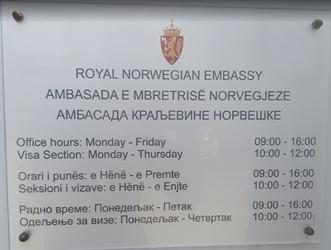 ROYAL NORWEGIAN EMBASSY
AMBASADA E MBRETRISË NORVEGJEZE
АМБАСАДА КРАЉЕВИНЕ НОРВЕШКЕ
Office hours: Monday - Friday 09:00 - 16:00
Visa Section: Monday - Thursday 10:00 - 12:00
Orari i punës: e Hënë - e Premte 09:00 - 16:00
Seksioni i vizave: e Hënë - e Enjte 10:00 - 12:00
Радно време: Понедељак - Петак 09:00 - 16:00
Одељење за визе: Понедељак - Четвртак 10:00 - 12:00